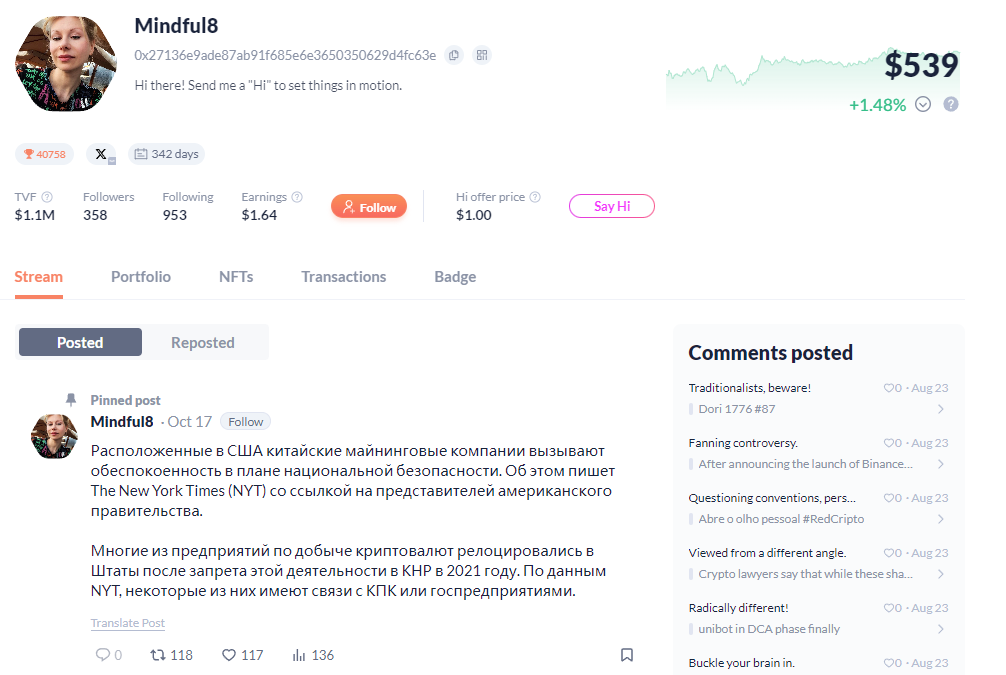 Mindful8
0x27136e9ade87ab91f685e6e3650350629d4fc63e
Hi there! Send me a "Hi" to set things in motion.
$539
+1.48%
40758
342 days
TVF Followers Following Earnings Hi offer price
$1.1M 358 953 $1.64 Follow $1.00 Say Hi
Stream Portfolio NFTs Transactions Badge
Posted Reposted
Pinned post
Mindful8 · Oct 17 Follow
Расположенные в США китайские майнинговые компании вызывают
обеспокоенность в плане национальной безопасности. Об этом пишет
The New York Times (NYT) со ссылкой на представителей американского
правительства.
Многие из предприятий по добыче криптовалют релоцировались в
Штаты после запрета этой деятельности в КНР в 2021 году. По данным
NYT, некоторые из них имеют связи с КПК или госпредприятиями.
Translate Post
0 118 117 136
Comments posted
Traditionalists, beware! 0 · Aug 23
Dori 1776 #87
Fanning controversy. 0 · Aug 23
After announcing the launch of Binance...
Questioning conventions, pers... 0 · Aug 23
Abre o olho pessoal #RedCripto
Viewed from a different angle. 0 · Aug 23
Crypto lawyers say that while these sha...
Radically different! 0 · Aug 23
unibot in DCA phase finally
Buckle your brain in. 0 · Aug 23